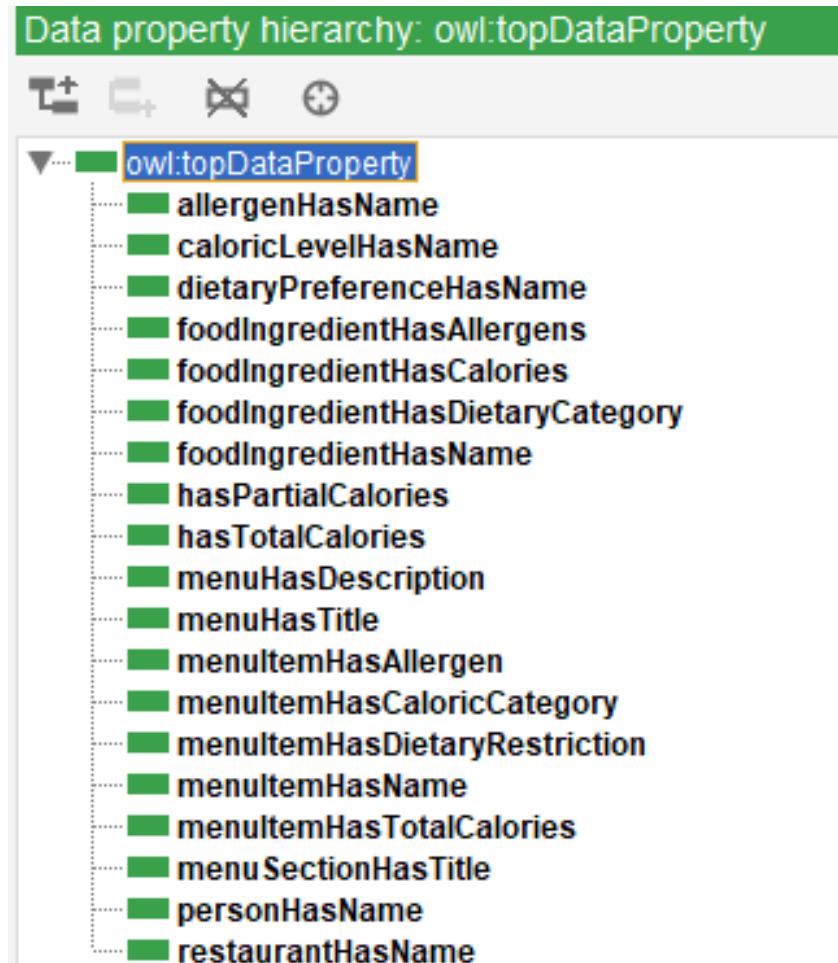 Data property hierarchy: owl:topDataProperty
owl:topDataProperty
allergenHasName
caloricLevelHasName
dietaryPreferenceHasName
foodIngredientHasAllergens
foodIngredientHasCalories
foodIngredientHasDietaryCategory
foodIngredientHasName
hasPartialCalories
hasTotalCalories
menuHasDescription
menuHasTitle
menuItemHasAllergen
menuItemHasCaloricCategory
menuItemHasDietaryRestriction
menuItemHasName
menuItemHasTotalCalories
menuSectionHasTitle
personHasName
restaurantHasName